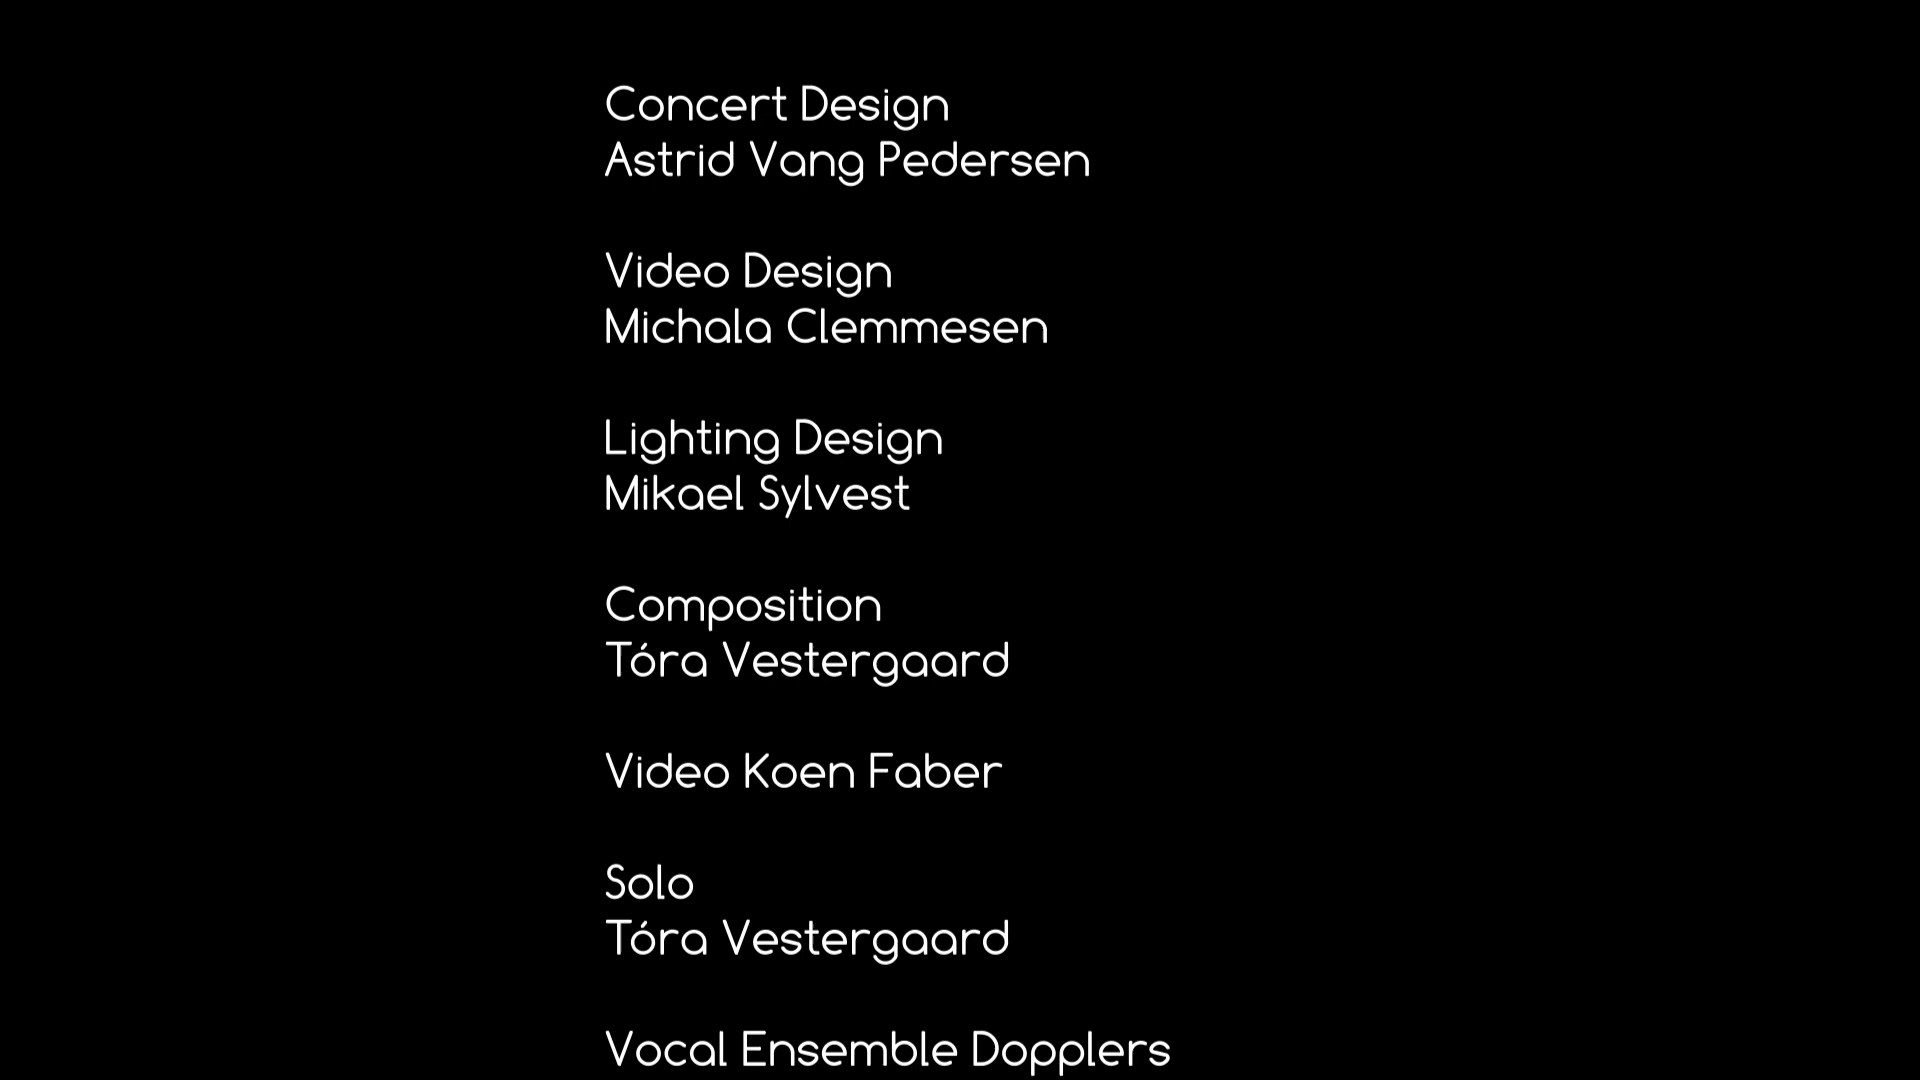 Concert Design
Astrid Vang Pedersen
Video Design
Michala Clemmesen
Lighting Design
Mikael Sylvest
Composition
Tóra Vestergaard
Video Koen Faber
Solo
Tóra Vestergaard
Vocal Ensemble Dopplers